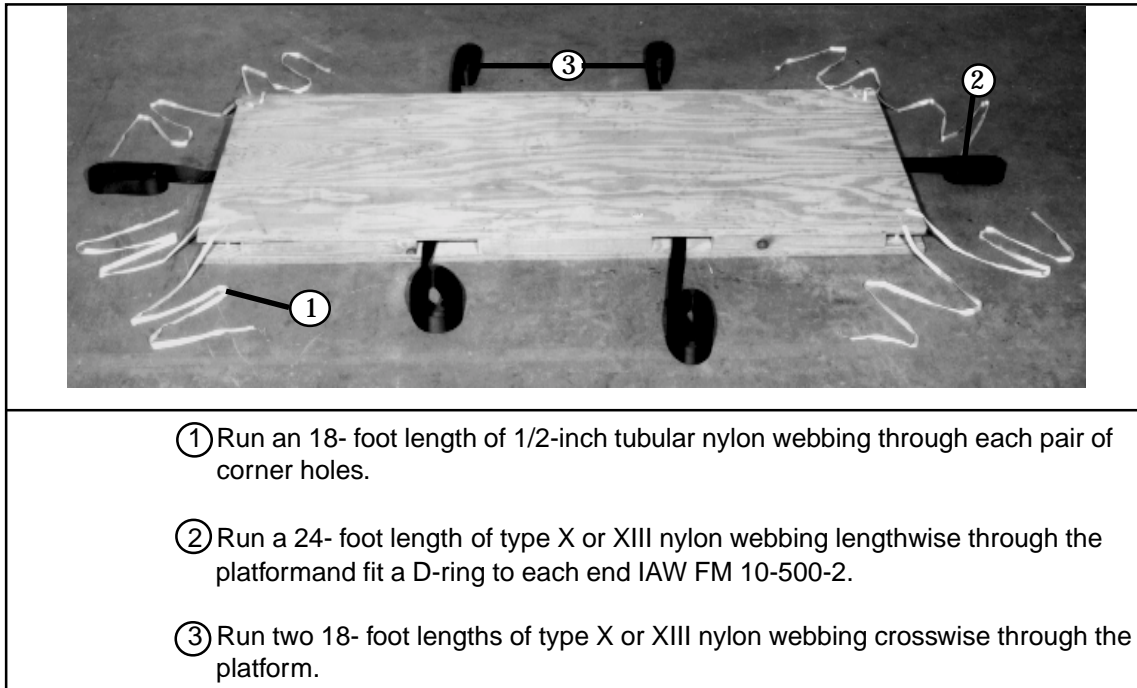 3
2
1
1 Run an 18- foot length of 1/2-inch tubular nylon webbing through each pair of
corner holes.
2 Run a 24- foot length of type X or XIII nylon webbing lengthwise through the
platformand fit a D-ring to each end IAW FM 10-500-2.
3 Run two 18- foot lengths of type X or XIII nylon webbing crosswise through the
platform.